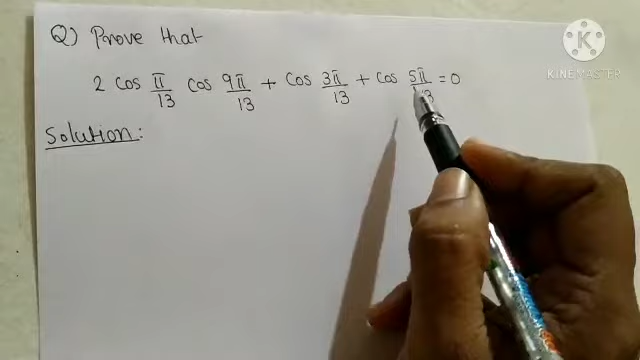 Q) Prove that
2 cos π/13 cos 9π/13 + cos 3π/13 + cos 5π/13 = 0
Solution:
KINEMASTER